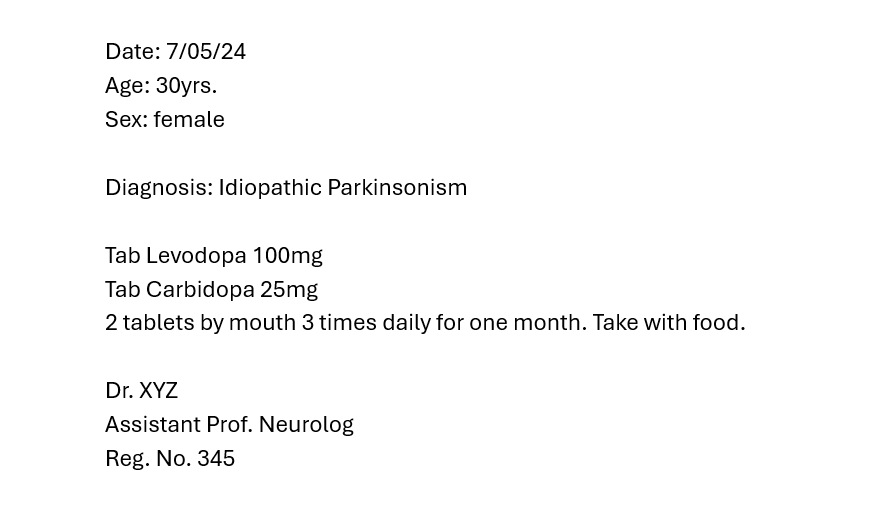 Date: 7/05/24
Age: 30yrs.
Sex: female
Diagnosis: Idiopathic Parkinsonism
Tab Levodopa 100mg
Tab Carbidopa 25mg
2 tablets by mouth 3 times daily for one month. Take with food.
Dr. XYZ
Assistant Prof. Neurolog
Reg. No. 345